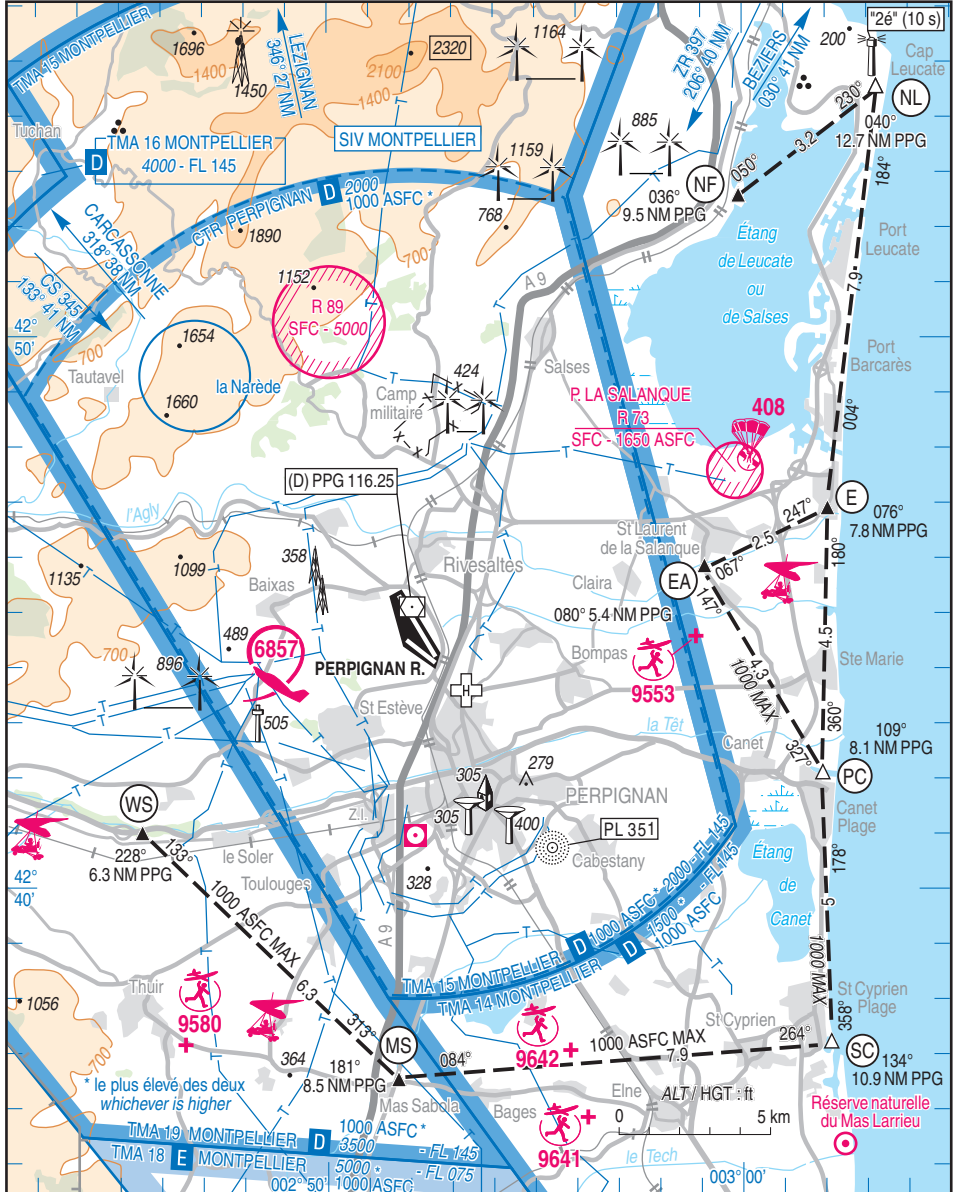 "26" (10 s)
1696
2320
1164
200
Cap
Leucate
TMA 15 MONTPELLIER
1400
1450
LEZIGNAN
346° 27 NM
2100
1400
ZR 397
206° 40 NM
BEZIERS
030° 41 NM
NL
040°
12.7 NM PPG
230°
3.2
050°
184°
Tuchan
D
TMA 16 MONTPELLIER
4000 - FL 145
SIV MONTPELLIER
885
1159
768
NF
036°
9.5 NM PPG
CTR PERPIGNAN D 2000
1000 ASFC *
1890
700
CARCASSONNE
318° 38 NM
CS 345
133° 41 NM
Étang
de Leucate
ou
de Salses
Port
Leucate
7.9
A 9
1152
R 89
SFC - 5000
42°
50'
700
1654
la Narède
1660
Tautavel
Salses
Port
Barcarès
424
Camp
militaire
P. LA SALANQUE
R 73
SFC - 1650 ASFC
408
004°
(D) PPG 116.25
l'Agly
E
076°
7.8 NM PPG
247°
2.5
067°
180°
St Laurent
de la Salanque
Rivesaltes
Claira
EA
147°
080° 5.4 NM PPG
358
1135
1099
Baixas
489
6857
PERPIGNAN R.
Bompas
9553
4.3
1000 MAX
4.5
Ste Marie
700
896
505
St Estève
la Têt
Canet
360°
327°
109°
8.1 NM PPG
PC
Canet
Plage
305
279
PERPIGNAN
305
400
PL 351
Cabestany
WS
Z.I.
228°
6.3 NM PPG
133°
le Soler
Toulouges
328
42°
40'
Étang
de
Canet
178°
5
1000 MAX
1000 ASFC MAX
6.3
A 9
D 1000 ASFC * 2000 - FL 145
D 1500 * - FL 145
1000 ASFC
TMA 15 MONTPELLIER
TMA 14 MONTPELLIER
Thuir
1056
9580
313°
St Cyprien
Plage
St Cyprien
358°
MS
9642
1000 ASFC MAX
7.9
264°
SC
134°
10.9 NM PPG
364
181°
8.5 NM PPG
084°
700
* le plus élevé des deux
whichever is higher
Mas Sabola
Bages
Elne
ALT / HGT : ft
0
5 km
Réserve naturelle
du Mas Larrieu
9641
le Tech
TMA 19 MONTPELLIER D 1000 ASFC *
3500 - FL 145
TMA 18 E MONTPELLIER 5000 * - FL 075
1000 ASFC
002° 50'
003° 00'